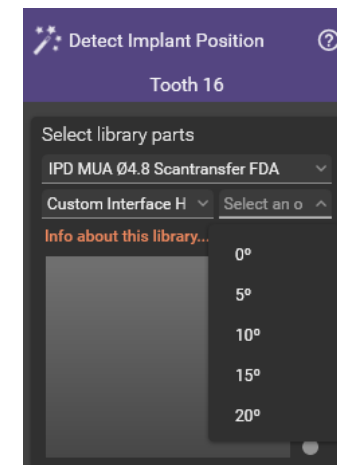 Detect Implant Position
Tooth 16
Select library parts
IPD MUA Ø4.8 Scantransfer FDA
Custom Interface H
Select an o
Info about this library...
0º
5º
10º
15º
20º